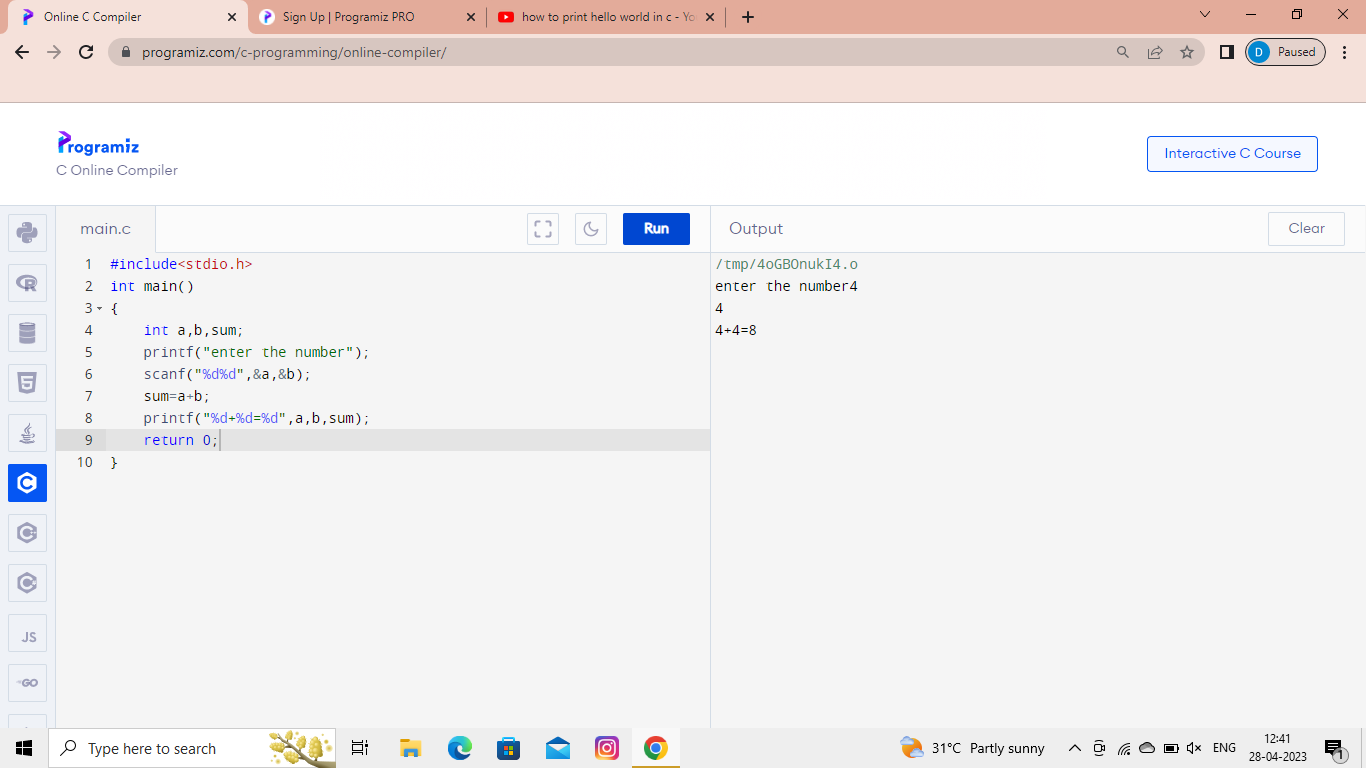 Online C Compiler
Sign Up | Programiz PRO
how to print hello world in c - Yo
programiz.com/c-programming/online-compiler/
D
Paused
Programiz
C Online Compiler
Interactive C Course
main.c
Run
Output
Clear
1 #include<stdio.h>
2 int main()
3 {
4 int a,b,sum;
5 printf("enter the number");
6 scanf("%d%d",&a,&b);
7 sum=a+b;
8 printf("%d+%d=%d",a,b,sum);
9 return 0;
10 }
/tmp/4oGBOnukI4.o
enter the number4
4
4+4=8
JS
GO
Type here to search
31°C Partly sunny
ENG
12:41
28-04-2023
1